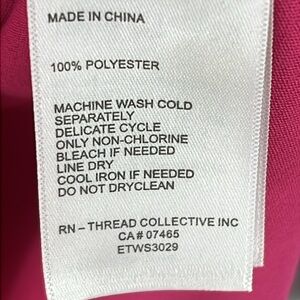 MADE IN CHINA
100% POLYESTER
MACHINE WASH COLD
SEPARATELY
DELICATE CYCLE
ONLY NON-CHLORINE
BLEACH IF NEEDED
LINE DRY
COOL IRON IF NEEDED
DO NOT DRYCLEAN
RN – THREAD COLLECTIVE INC
CA# 07465
ETWS3029